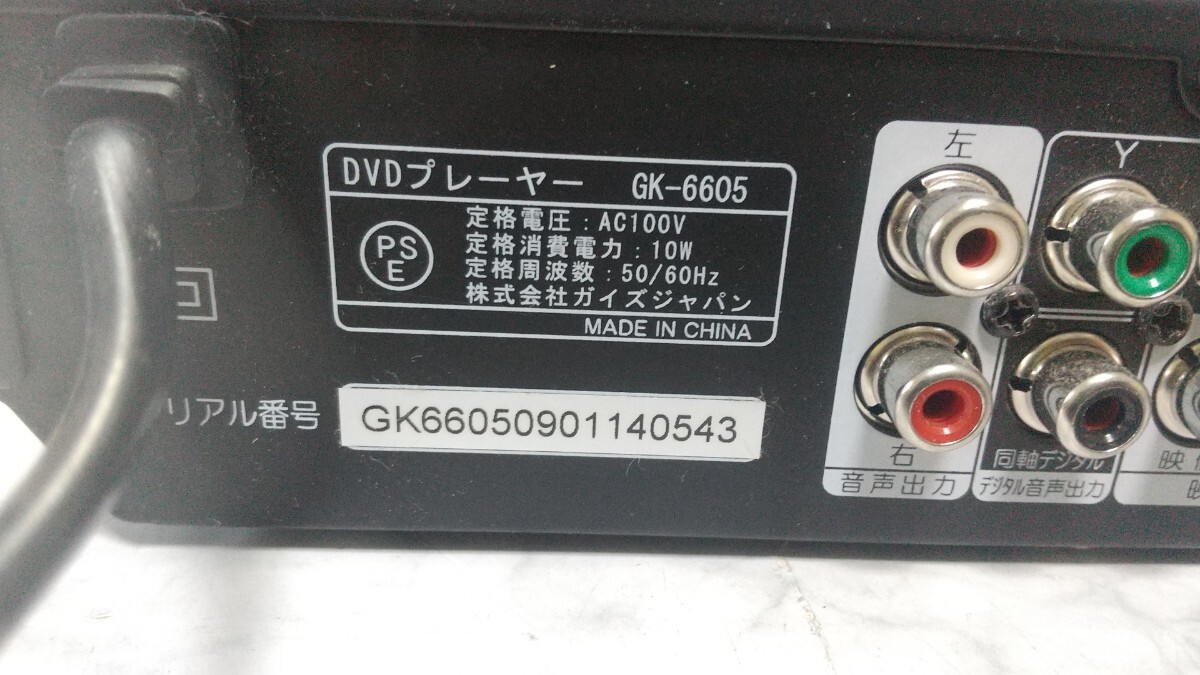 DVDプレーヤー GK-6605
PS
E
定格電圧：AC100V
定格消費電力：10W
定格周波数：50/60Hz
株式会社ガイズジャパン
MADE IN CHINA
リアル番号 GK66050901140543
左
Y
右
音声出力
同軸デジタル
デジタル音声出力
映
映